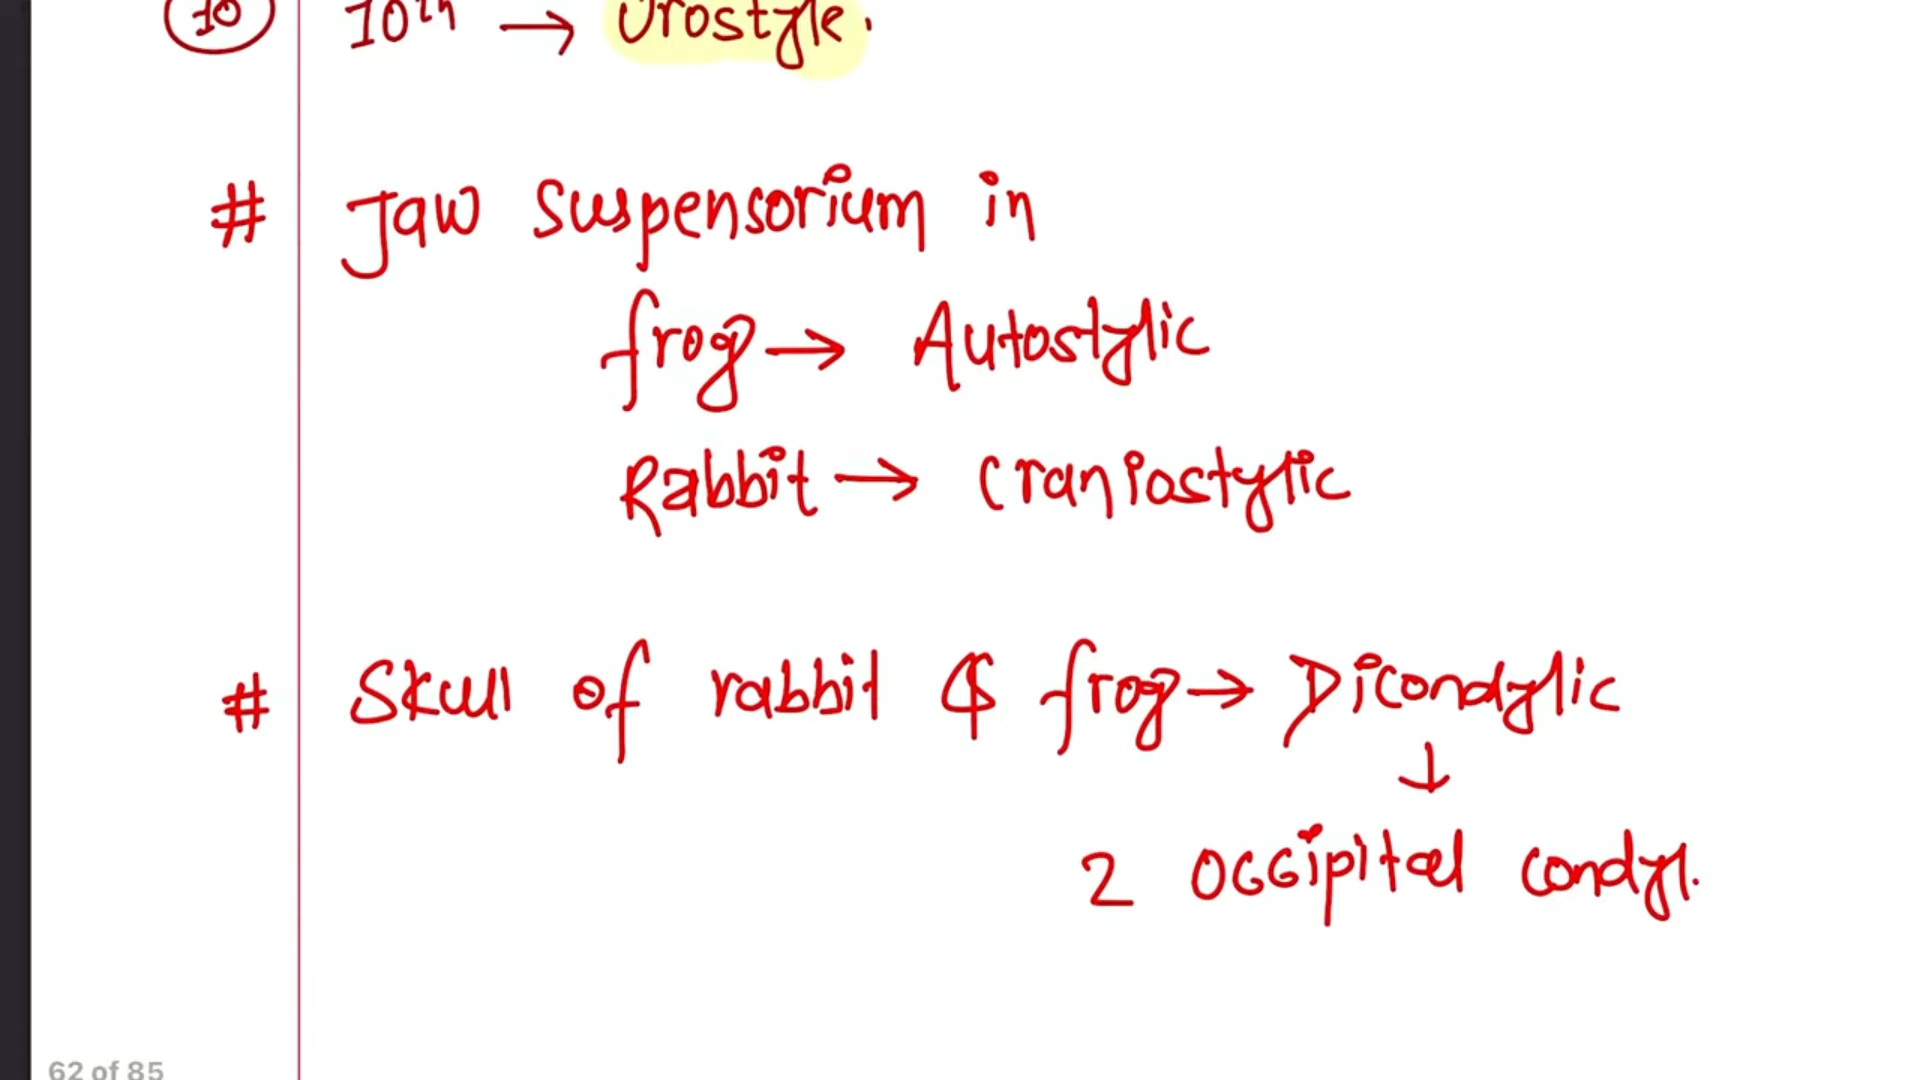 10 10th → Urostyle.
# Jaw suspensorium in
frog → Autostylic
Rabbit → craniostylic
# Skull of rabbit & frog → Dicondylic
↓
2 occipital condyl.
62 of 85